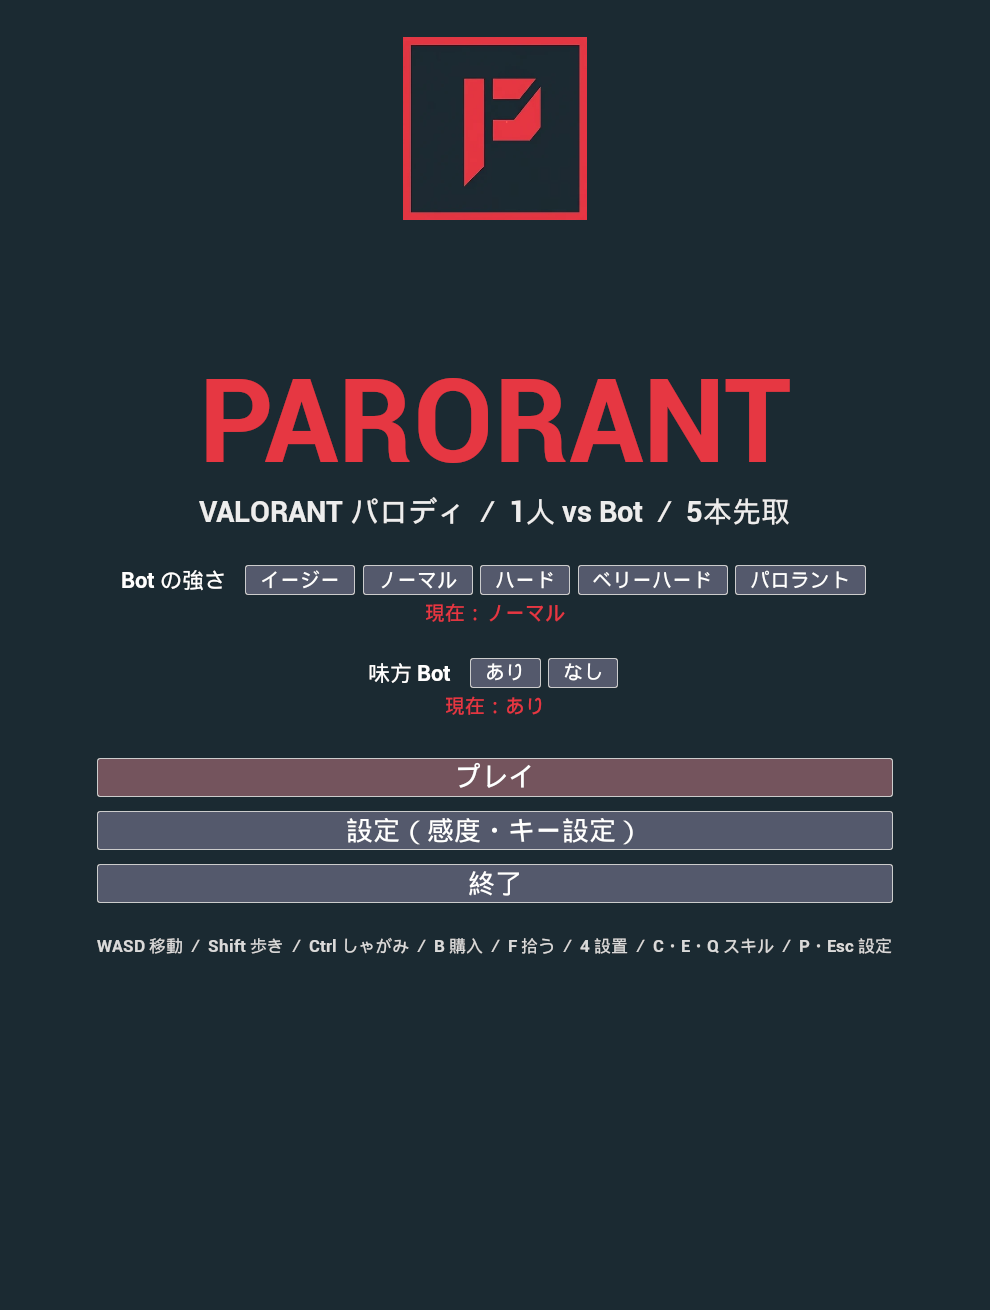 P
PARORANT
VALORANT パロディ / 1人 vs Bot / 5本先取
Bot の強さ イージー ノーマル ハード ベリーハード パロラント
現在：ノーマル
味方 Bot あり なし
現在：あり
プレイ
設定（感度・キー設定）
終了
WASD 移動 / Shift 歩き / Ctrl しゃがみ / B 購入 / F 拾う / 4 設置 / C・E・Q スキル / P・Esc 設定